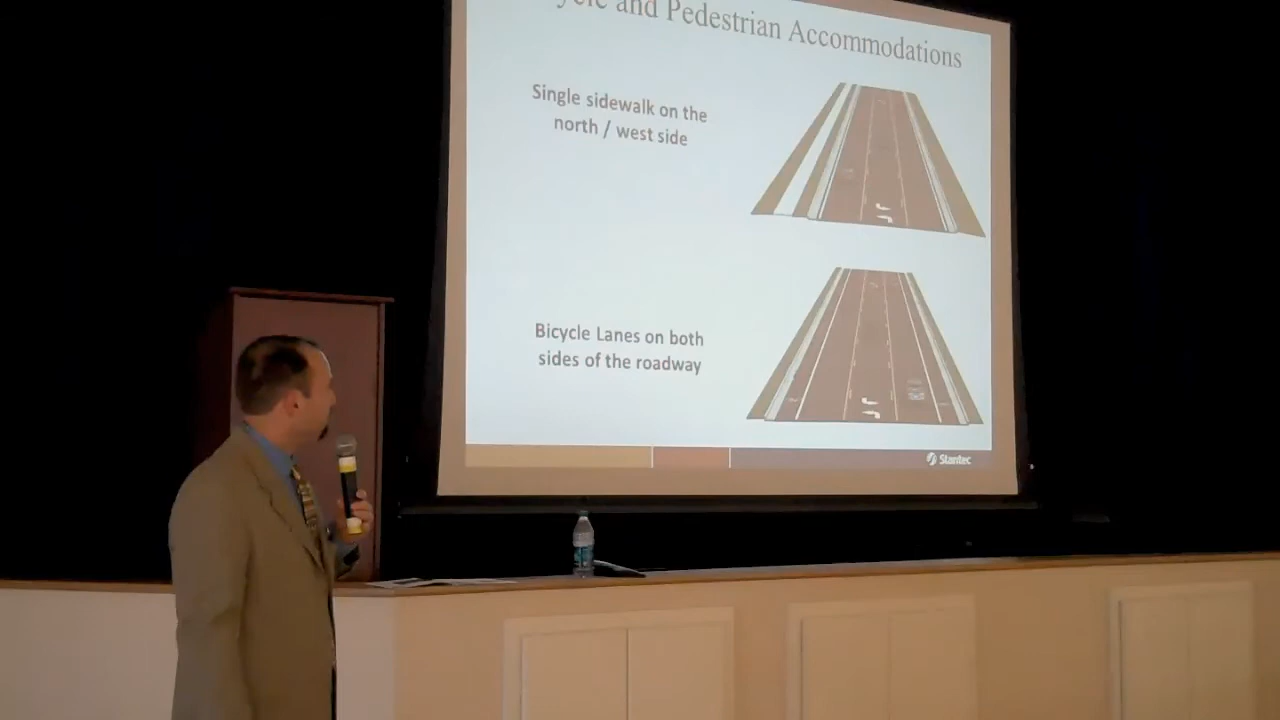 and Pedestrian Accommodations
Single sidewalk on the
north / west side
Bicycle Lanes on both
sides of the roadway
Stantec